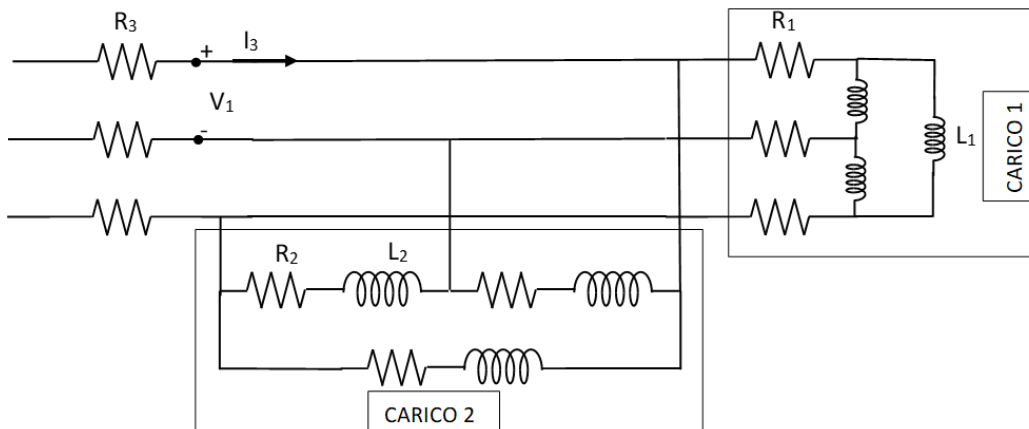 R₃
+
I₃
V₁
-
R₁
L₁
CARICO 1
R₂
L₂
CARICO 2